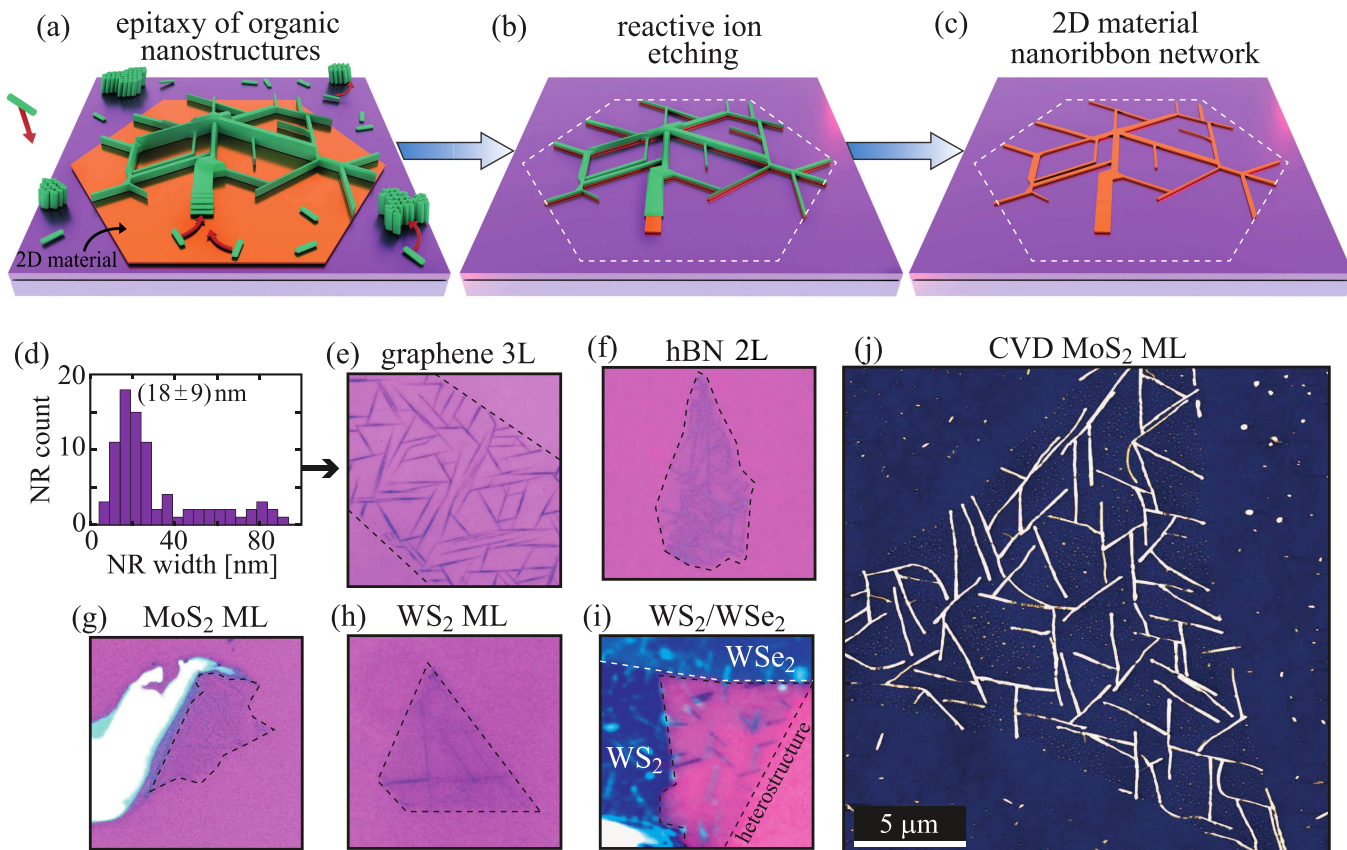 (a) epitaxy of organic
nanostructures
2D material
(b) reactive ion
etching
(c) 2D material
nanoribbon network
(d)
20
10
0
NR count
(18±9)nm
0 40 80
NR width [nm]
(e) graphene 3L
(f) hBN 2L
(g) MoS₂ ML
(h) WS₂ ML
(i) WS₂/WSe₂
WSe₂
WS₂
heterostructure
(j) CVD MoS₂ ML
5 μm